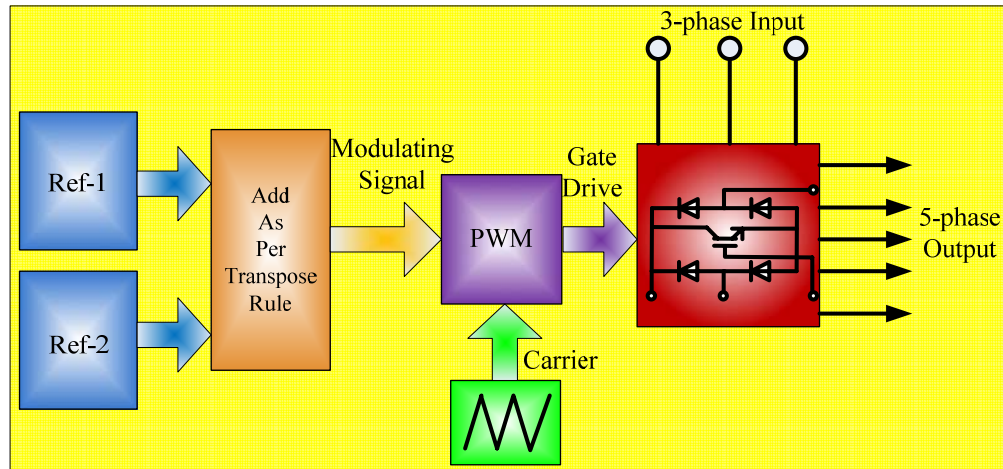 3-phase Input
Ref-1
Add
As
Per
Transpose
Rule
Modulating
Signal
PWM
Gate
Drive
5-phase
Output
Ref-2
Carrier